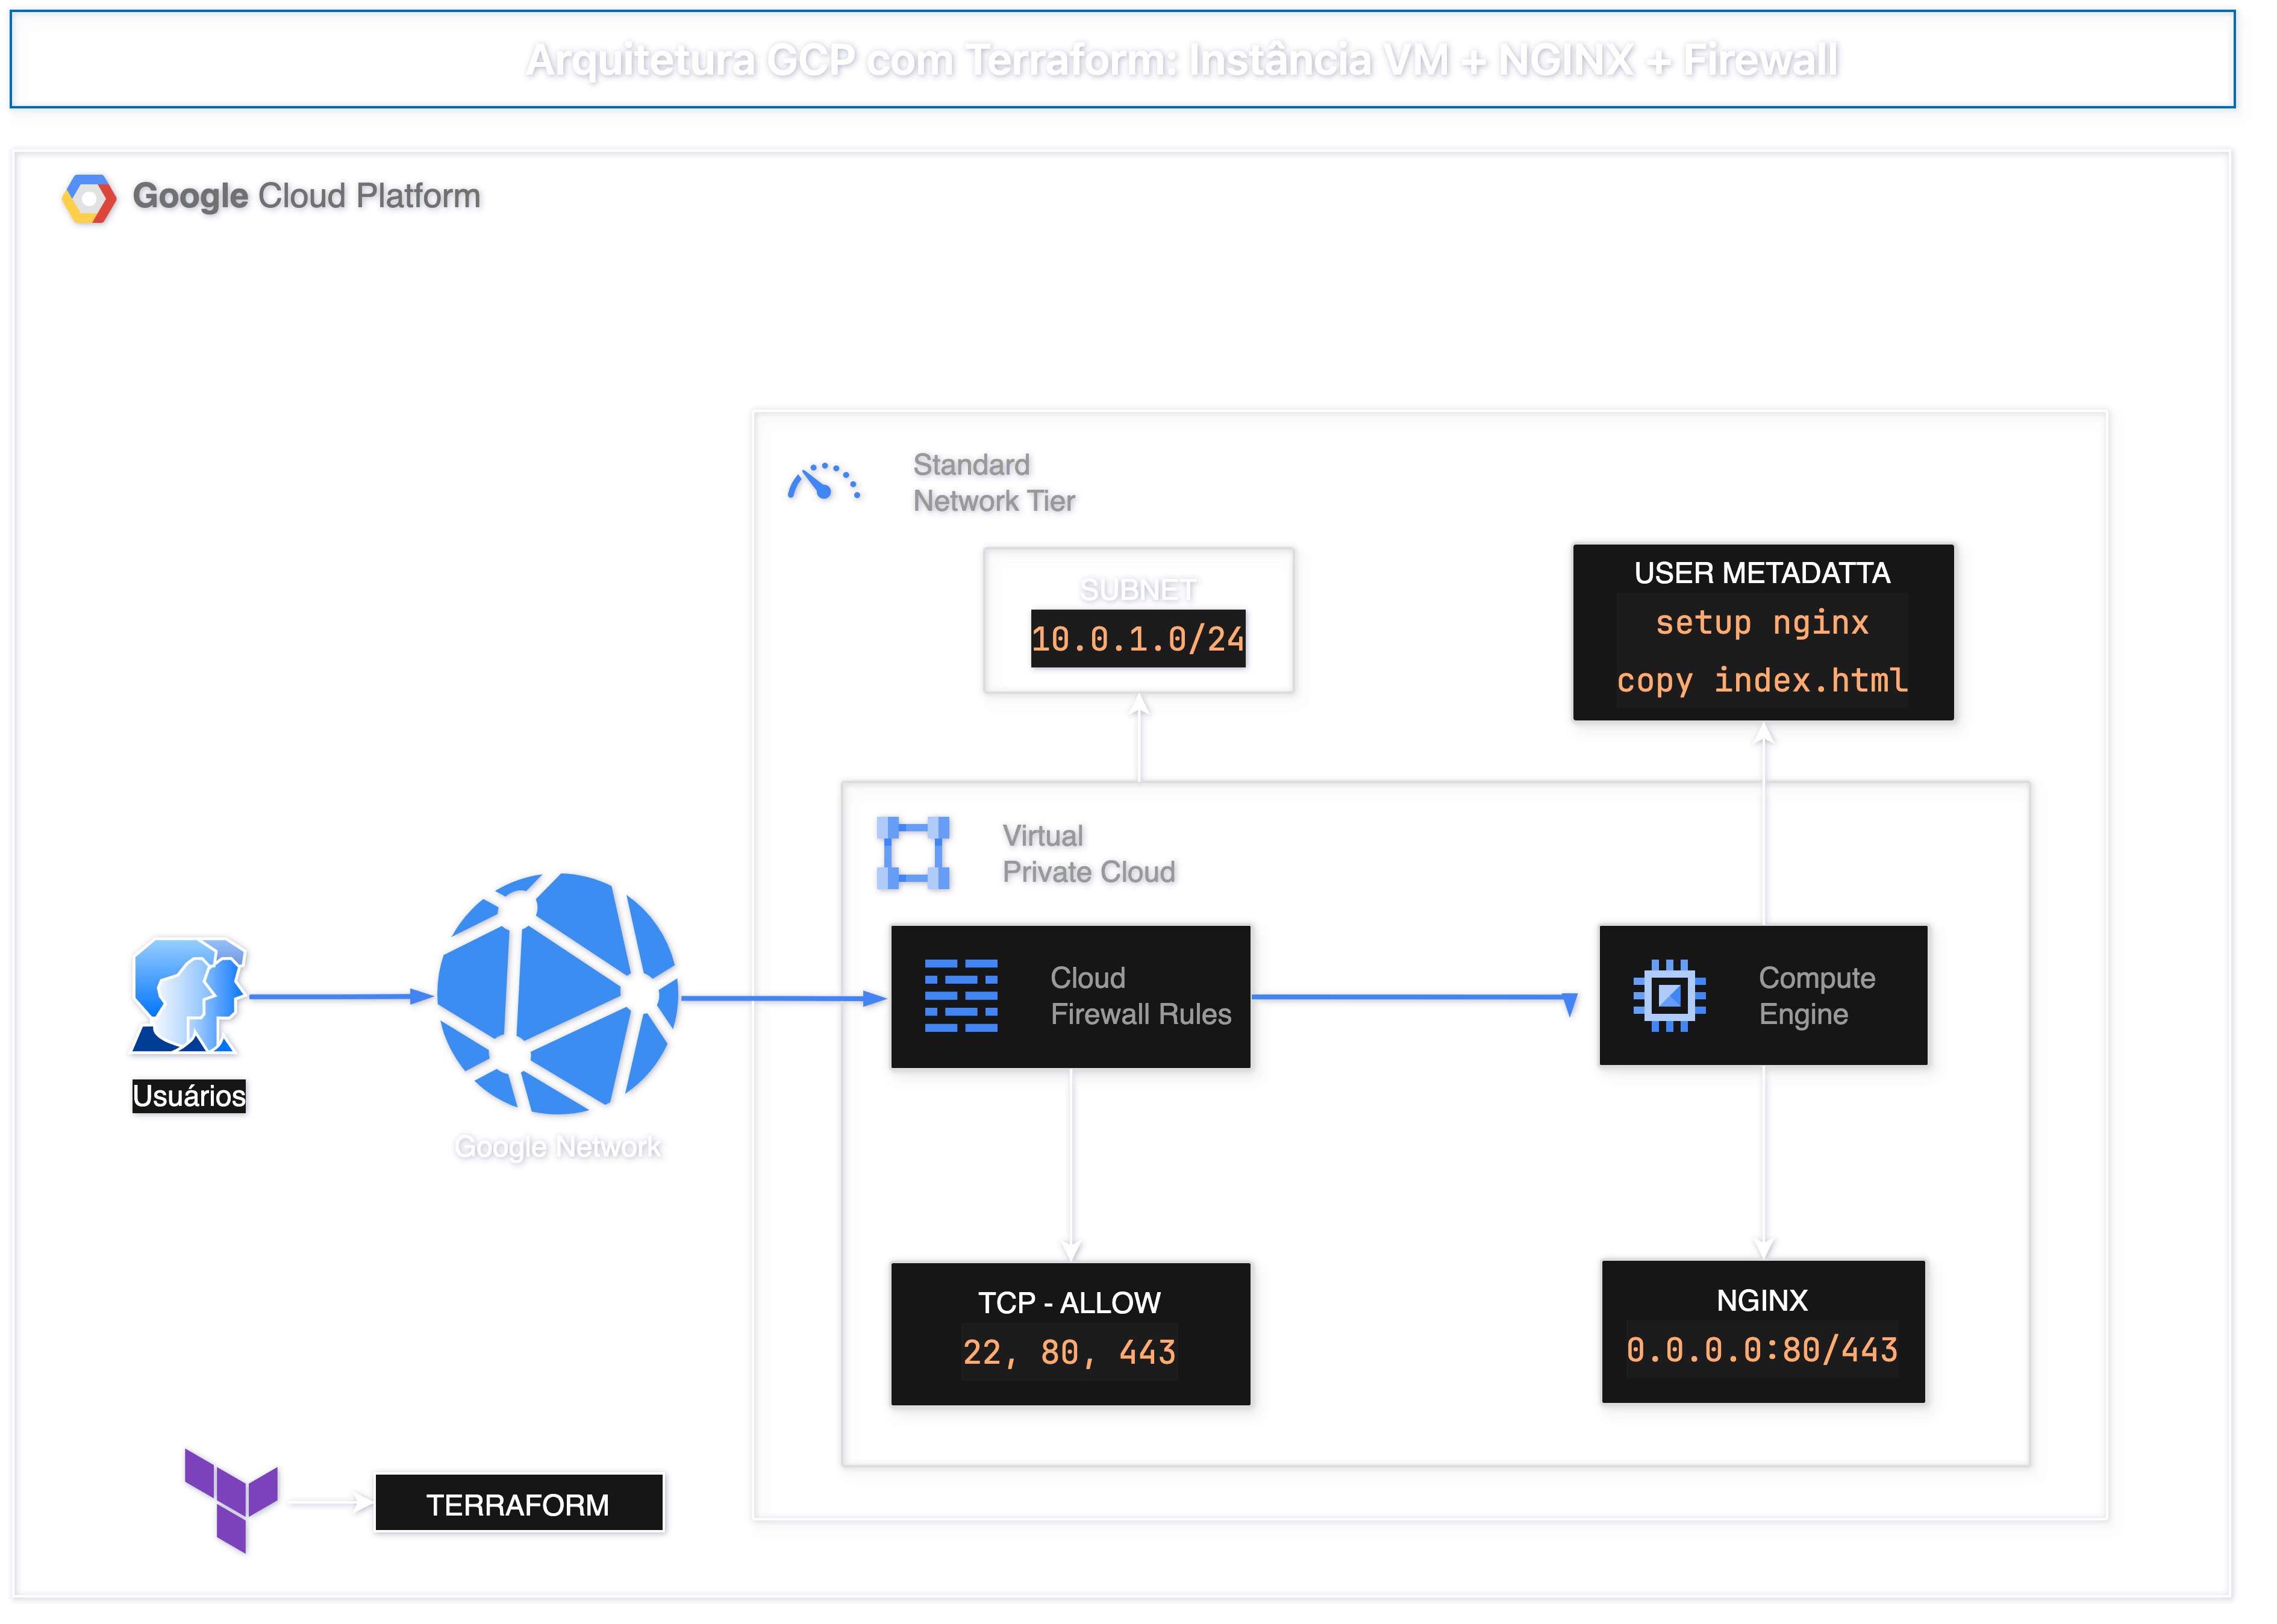 Arquitetura GCP com Terraform: Instância VM + NGINX + Firewall
Google Cloud Platform
Standard
Network Tier
SUBNET
10.0.1.0/24
USER METADATTA
setup nginx
copy index.html
Virtual
Private Cloud
Cloud
Firewall Rules
Compute
Engine
Usuários
Google Network
TCP - ALLOW
22, 80, 443
NGINX
0.0.0.0:80/443
TERRAFORM